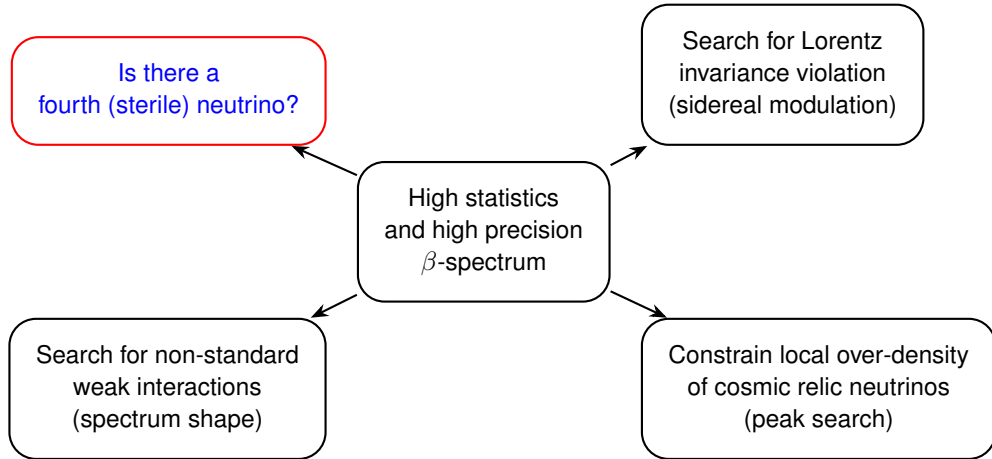 Is there a
fourth (sterile) neutrino?
Search for Lorentz
invariance violation
(sidereal modulation)
High statistics
and high precision
β-spectrum
Search for non-standard
weak interactions
(spectrum shape)
Constrain local over-density
of cosmic relic neutrinos
(peak search)